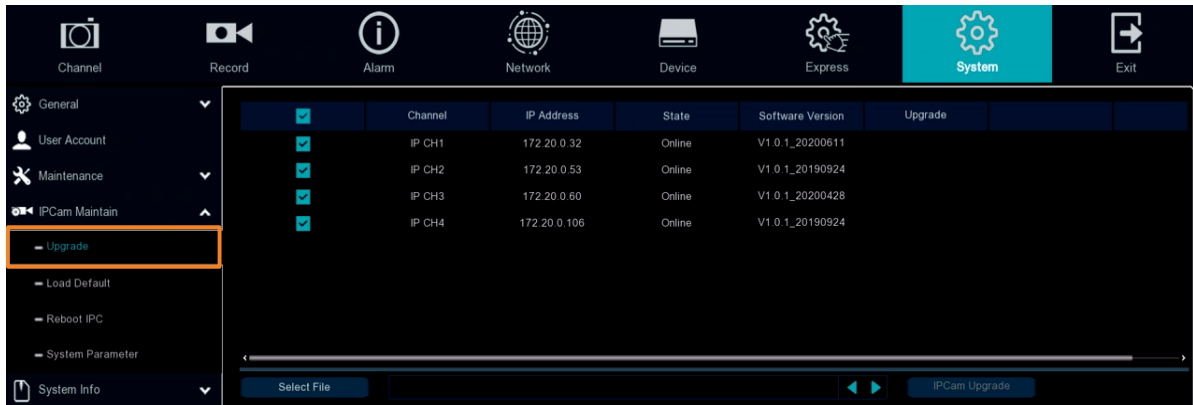 Channel Record Alarm Network Device Express System Exit
General
User Account
Maintenance
IPCam Maintain
Upgrade
Load Default
Reboot IPC
System Parameter
System Info
Channel IP Address State Software Version Upgrade
IP CH1 172.20.0.32 Online V1.0.1_20200611
IP CH2 172.20.0.53 Online V1.0.1_20190924
IP CH3 172.20.0.60 Online V1.0.1_20200428
IP CH4 172.20.0.106 Online V1.0.1_20190924
Select File IPCam Upgrade